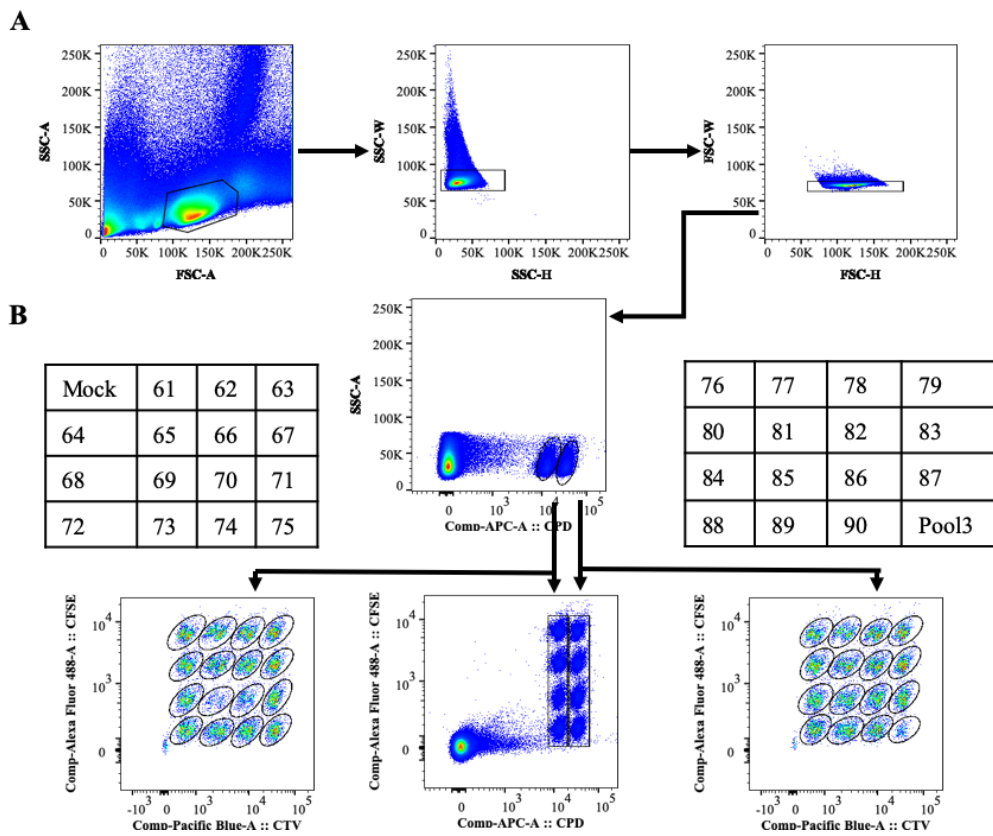 A
250K
200K
150K
100K
50K
0
SSC-A
0 50K 100K 150K 200K250K
FSC-A
250K
200K
150K
100K
50K
0
SSC-W
0 50K 100K 150K 200K250K
SSC-H
250K
200K
150K
100K
50K
0
FSC-W
0 50K 100K 150K 200K250K
FSC-H
B
Mock 61 62 63
64 65 66 67
68 69 70 71
72 73 74 75
250K
200K
150K
100K
50K
0
SSC-A
0 10³ 10⁴ 10⁵
Comp-APC-A :: CPD
76 77 78 79
80 81 82 83
84 85 86 87
88 89 90 Pool3
10⁴
10³
0
Comp-Alexa Fluor 488-A :: CFSE
-10³ 0 10³ 10⁴ 10⁵
Comp-Pacific Blue-A :: CTV
10⁴
10³
0
Comp-Alexa Fluor 488-A :: CFSE
0 10³ 10⁴ 10⁵
Comp-APC-A :: CPD
10⁴
10³
0
Comp-Alexa Fluor 488-A :: CFSE
-10³ 0 10³ 10⁴ 10⁵
Comp-Pacific Blue-A :: CTV